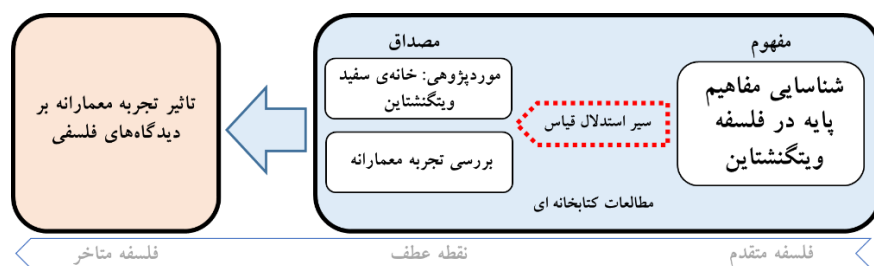 مفهوم
شناسایی مفاهیم
پایه در فلسفه
ویتگنشتاین
سیر استدلال قیاس
مصداق
موردپژوهی: خانه‌ی سفید
ویتگنشتاین
بررسی تجربه معمارانه
مطالعات کتابخانه ای
تاثیر تجربه معمارانه بر
دیدگاه‌های فلسفی
فلسفه متقدم
نقطه عطف
فلسفه متاخر